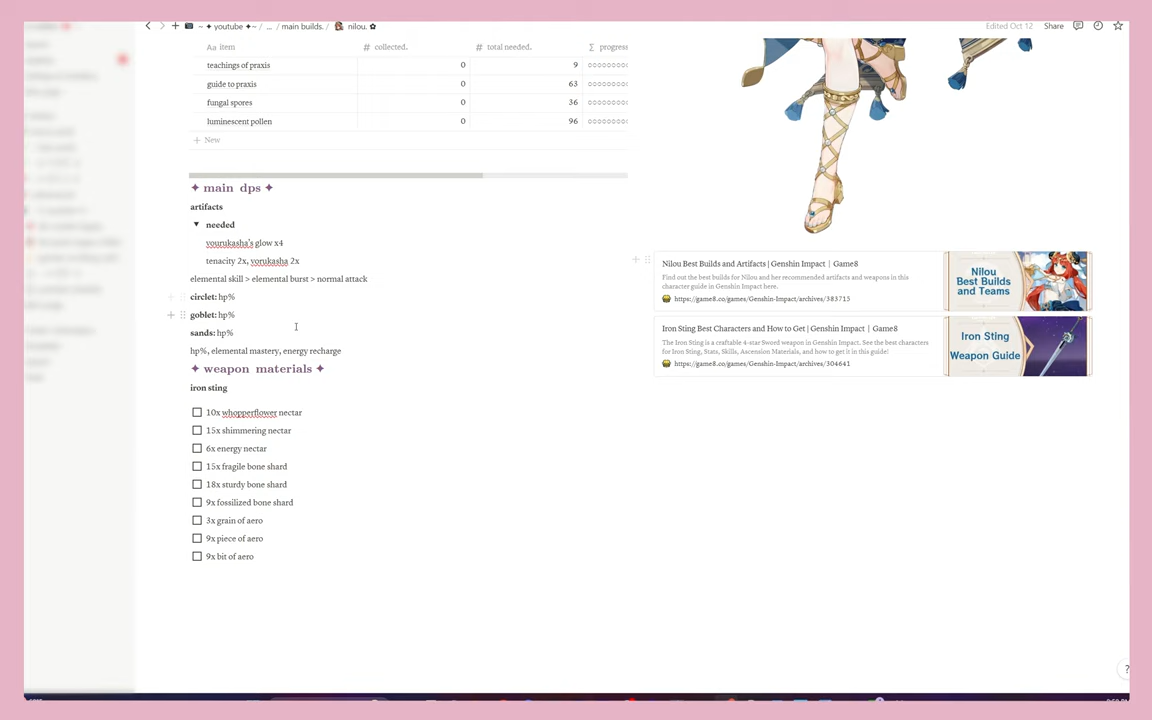 ~ ✦ youtube ✦~ / ... / main builds. / nilou. ✿
Edited Oct 12
Share
Aa item
# collected.
# total needed.
Σ progress
teachings of praxis
0
9
guide to praxis
0
63
fungal spores
0
36
luminescent pollen
0
96
+ New
✦ main dps ✦
artifacts
needed
vourukasha's glow x4
tenacity 2x, vorukasha 2x
elemental skill > elemental burst > normal attack
circlet: hp%
goblet: hp%
sands: hp%
hp%, elemental mastery, energy recharge
✦ weapon materials ✦
iron sting
10x whopperflower nectar
15x shimmering nectar
6x energy nectar
15x fragile bone shard
18x sturdy bone shard
9x fossilized bone shard
3x grain of aero
9x piece of aero
9x bit of aero
Nilou Best Builds and Artifacts | Genshin Impact | Game8
Find out the best builds for Nilou and her recommended artifacts and weapons in this
character guide in Genshin Impact here.
https://game8.co/games/Genshin-Impact/archives/383715
Nilou
Best Builds
and Teams
Iron Sting Best Characters and How to Get | Genshin Impact | Game8
The Iron Sting is a craftable 4-star Sword weapon in Genshin Impact. See the best characters
for Iron Sting, Stats, Skills, Ascension Materials, and how to get it in this guide!
https://game8.co/games/Genshin-Impact/archives/304641
Iron Sting
Weapon Guide
?